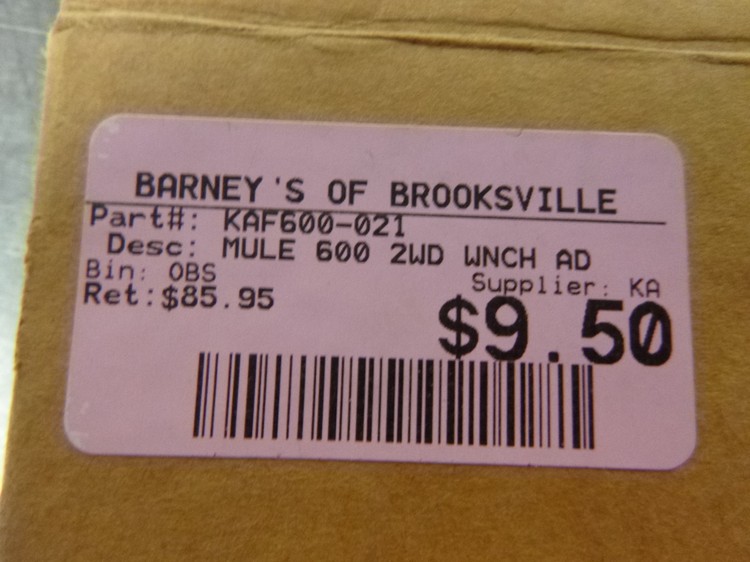 BARNEY'S OF BROOKSVILLE
Part#: KAF600-021
Desc: MULE 600 2WD WNCH AD
Bin: OBS Supplier: KA
Ret:$85.95
$9.50